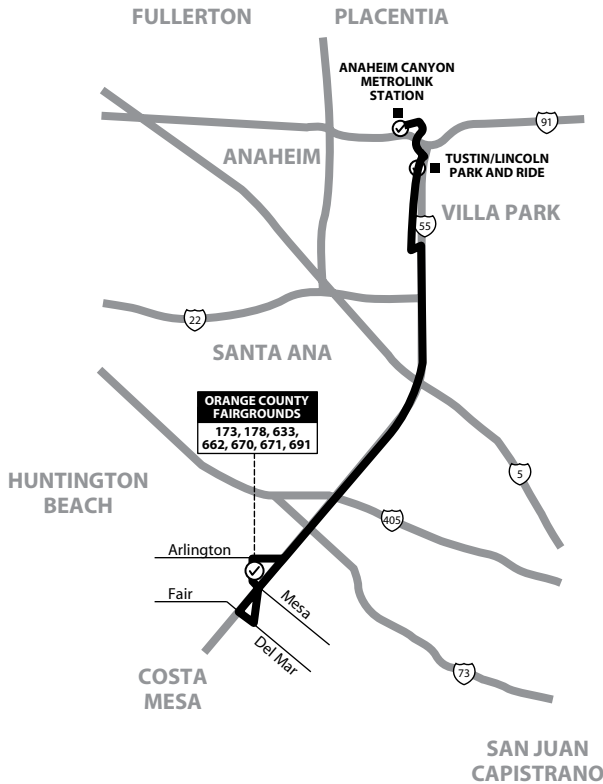 FULLERTON
PLACENTIA
ANAHEIM CANYON
METROLINK
STATION
91
ANAHEIM
TUSTIN/LINCOLN
PARK AND RIDE
VILLA PARK
55
22
SANTA ANA
ORANGE COUNTY
FAIRGROUNDS
173, 178, 633,
662, 670, 671, 691
HUNTINGTON
BEACH
5
405
Arlington
Fair
Mesa
Del Mar
COSTA
MESA
73
SAN JUAN
CAPISTRANO